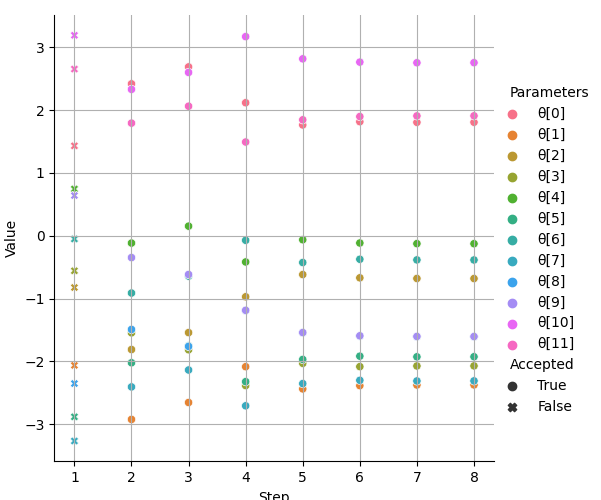 3
2
1
0
−1
−2
−3
Value
1 2 3 4 5 6 7 8
Step
Parameters
θ[0]
θ[1]
θ[2]
θ[3]
θ[4]
θ[5]
θ[6]
θ[7]
θ[8]
θ[9]
θ[10]
θ[11]
Accepted
True
False